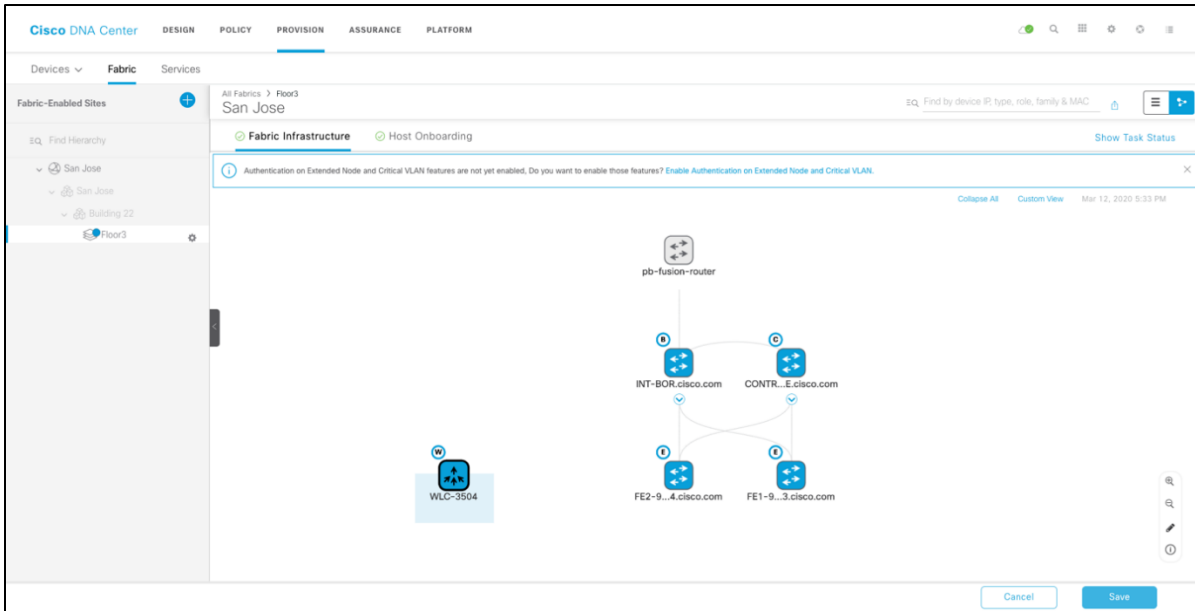 Cisco DNA Center DESIGN POLICY PROVISION ASSURANCE PLATFORM
Devices Fabric Services
Fabric-Enabled Sites
All Fabrics > Floor3
San Jose
Find by device IP, type, role, family & MAC
Find Hierarchy
Fabric Infrastructure Host Onboarding Show Task Status
San Jose
San Jose
Building 22
Floor3
Authentication on Extended Node and Critical VLAN features are not yet enabled, Do you want to enable those features? Enable Authentication on Extended Node and Critical VLAN.
Collapse All Custom View Mar 12, 2020 5:33 PM
pb-fusion-router
B C
INT-BOR.cisco.com CONTR...E.cisco.com
W E E
WLC-3504 FE2-9...4.cisco.com FE1-9...3.cisco.com
Cancel Save